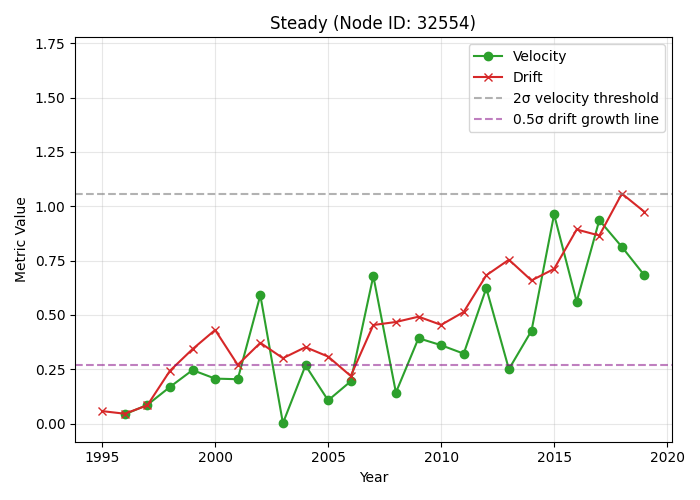 Steady (Node ID: 32554)
Velocity
Drift
2σ velocity threshold
0.5σ drift growth line
Metric Value
1.75
1.50
1.25
1.00
0.75
0.50
0.25
0.00
1995 2000 2005 2010 2015 2020
Year